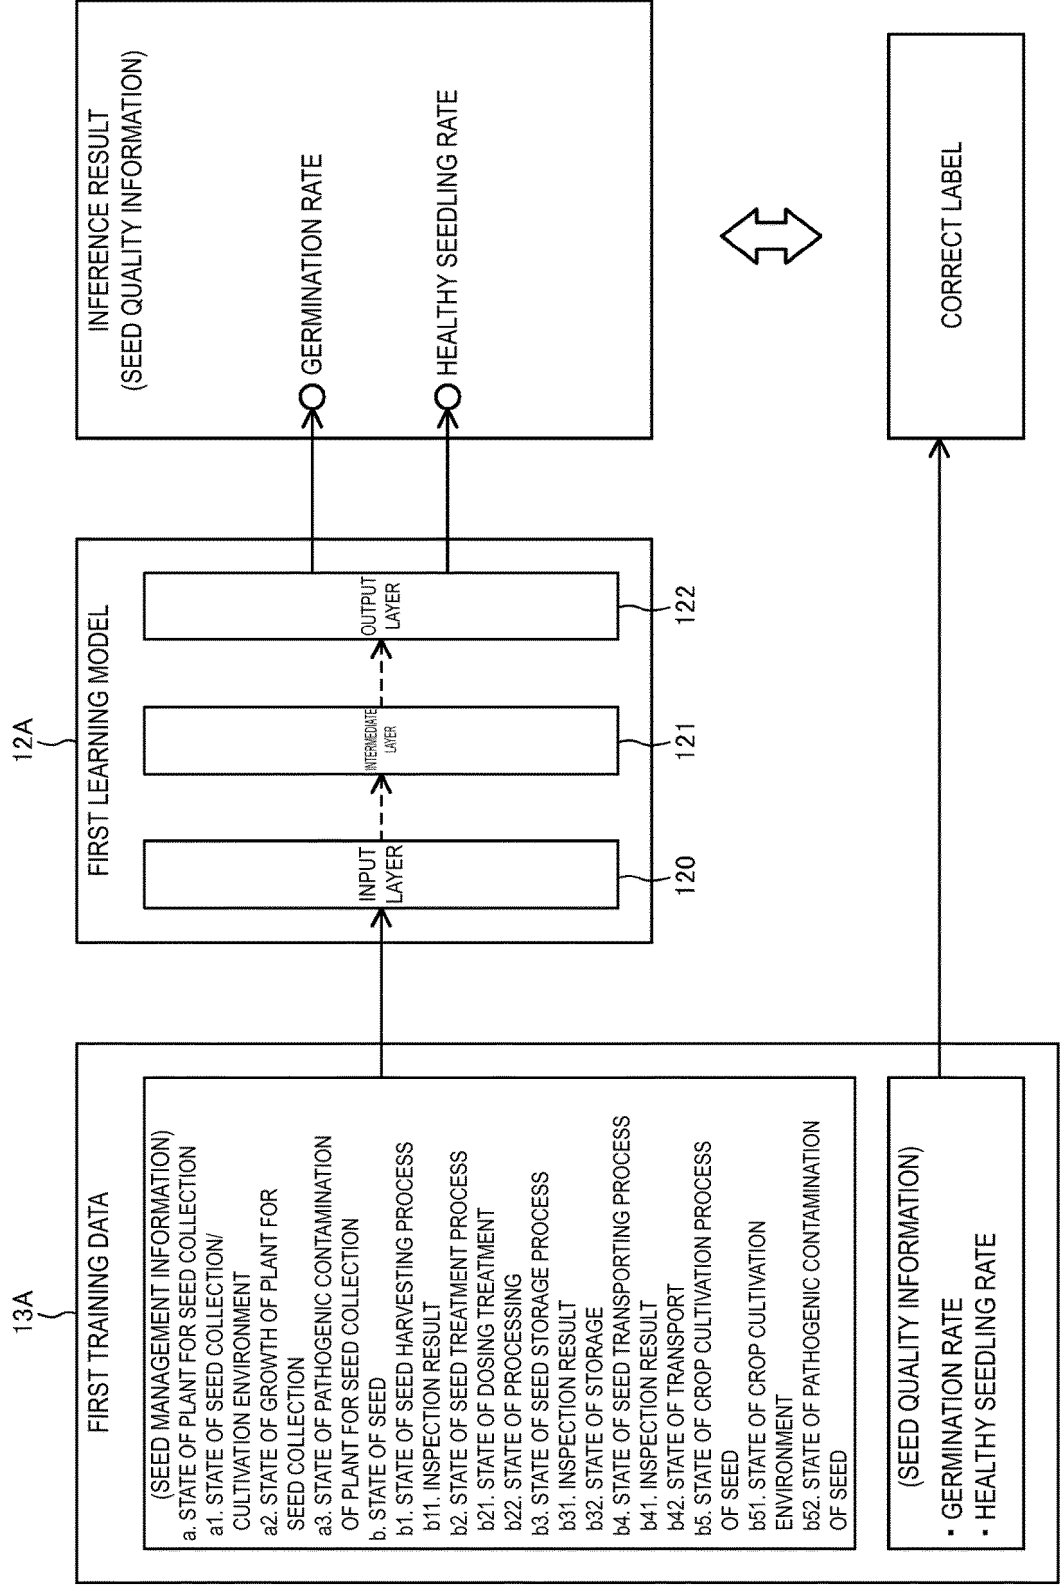 13A
FIRST TRAINING DATA
(SEED MANAGEMENT INFORMATION)
a. STATE OF PLANT FOR SEED COLLECTION
a1. STATE OF SEED COLLECTION/
CULTIVATION ENVIRONMENT
a2. STATE OF GROWTH OF PLANT FOR
SEED COLLECTION
a3. STATE OF PATHOGENIC CONTAMINATION
OF PLANT FOR SEED COLLECTION
b. STATE OF SEED
b1. STATE OF SEED HARVESTING PROCESS
b11. INSPECTION RESULT
b2. STATE OF SEED TREATMENT PROCESS
b21. STATE OF DOSING TREATMENT
b22. STATE OF PROCESSING
b3. STATE OF SEED STORAGE PROCESS
b31. INSPECTION RESULT
b32. STATE OF STORAGE
b4. STATE OF SEED TRANSPORTING PROCESS
b41. INSPECTION RESULT
b42. STATE OF TRANSPORT
b5. STATE OF CROP CULTIVATION PROCESS
OF SEED
b51. STATE OF CROP CULTIVATION
ENVIRONMENT
b52. STATE OF PATHOGENIC CONTAMINATION
OF SEED
(SEED QUALITY INFORMATION)
・GERMINATION RATE
・HEALTHY SEEDLING RATE
12A
FIRST LEARNING MODEL
INPUT
LAYER
120
INTERMEDIATE
LAYER
121
OUTPUT
LAYER
122
INFERENCE RESULT
(SEED QUALITY INFORMATION)
GERMINATION RATE
HEALTHY SEEDLING RATE
CORRECT LABEL